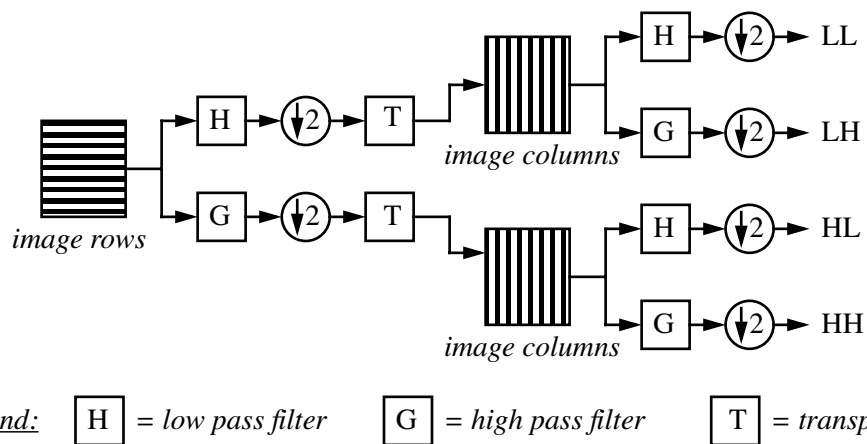 H ↓2 LL
H ↓2 T
G ↓2 LH
image columns
G ↓2 T
image rows
H ↓2 HL
G ↓2 HH
image columns
H = low pass filter G = high pass filter T